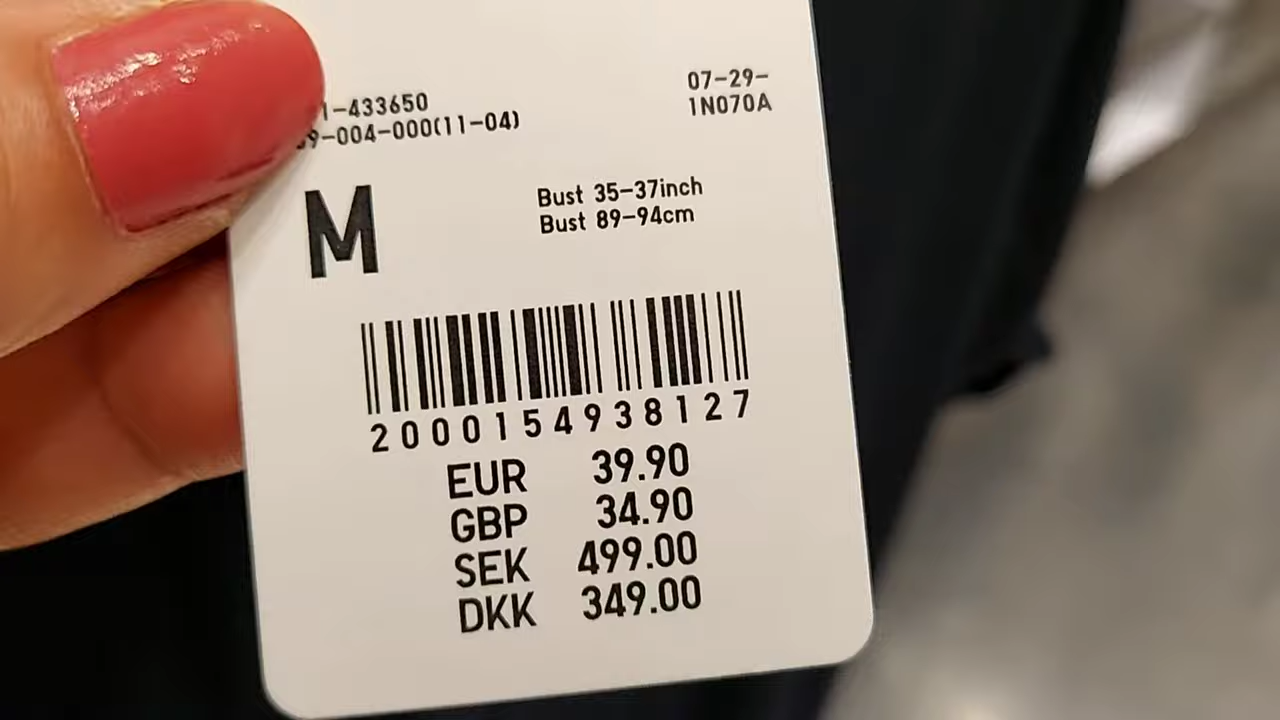 1-433650
9-004-000(11-04)
07-29-
1N070A
M
Bust 35-37inch
Bust 89-94cm
2000154938127
EUR 39.90
GBP 34.90
SEK 499.00
DKK 349.00